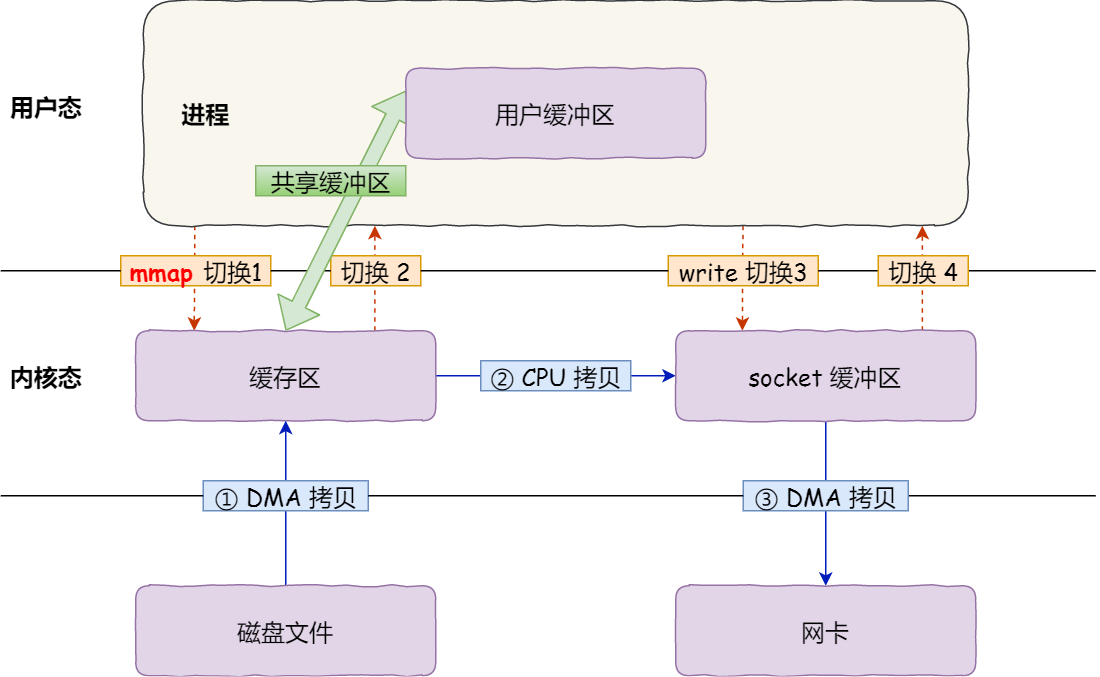 用户态
进程
用户缓冲区
共享缓冲区
mmap 切换1
切换 2
write 切换3
切换 4
内核态
缓存区
② CPU 拷贝
socket 缓冲区
① DMA 拷贝
③ DMA 拷贝
磁盘文件
网卡